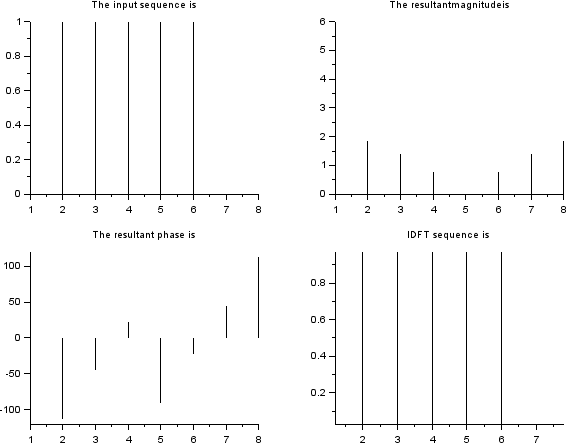 The input sequence is
1
0.8
0.6
0.4
0.2
0
1 2 3 4 5 6 7 8
The resultantmagnitudeis
6
5
4
3
2
1
0
1 2 3 4 5 6 7 8
The resultant phase is
100
50
0
-50
-100
1 2 3 4 5 6 7 8
IDFT sequence is
0.8
0.6
0.4
0.2
2 3 4 5 6 7